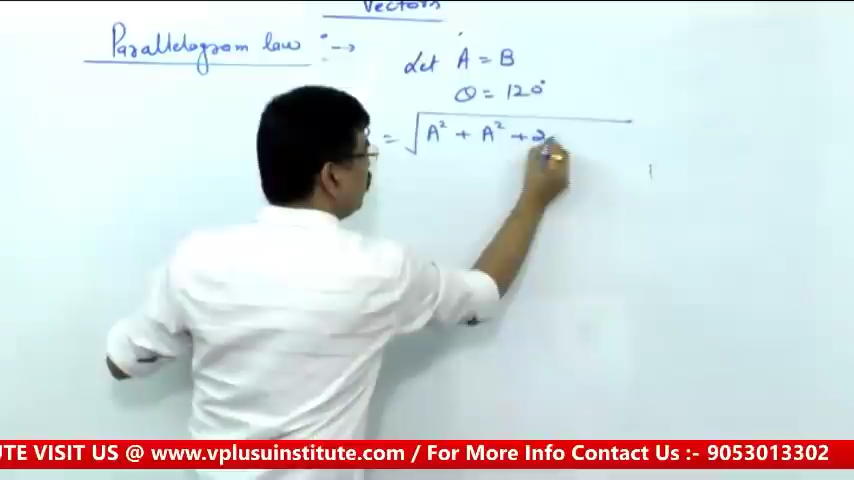 Vectors
Parallelogram law :→
Let A = B
θ = 120°
= √A² + A² + 2
UTE VISIT US @ www.vplusuinstitute.com / For More Info Contact Us :- 9053013302